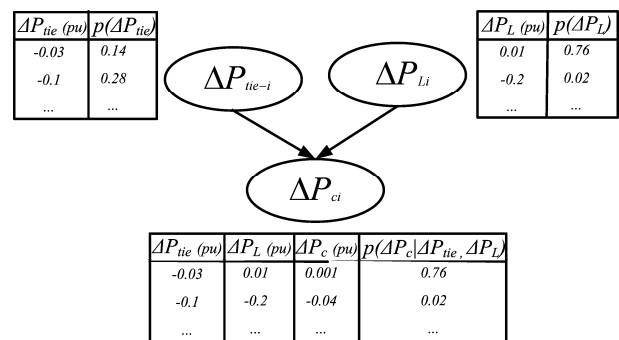 ΔP_tie (pu) p(ΔP_tie)
-0.03 0.14
-0.1 0.28
... ...
ΔP_tie-i
ΔP_Li
ΔP_L (pu) p(ΔP_L)
0.01 0.76
-0.2 0.02
... ...
ΔP_ci
ΔP_tie (pu) ΔP_L (pu) ΔP_c (pu) p(ΔP_c|ΔP_tie, ΔP_L)
-0.03 0.01 0.001 0.76
-0.1 -0.2 -0.04 0.02
... ... ... ...